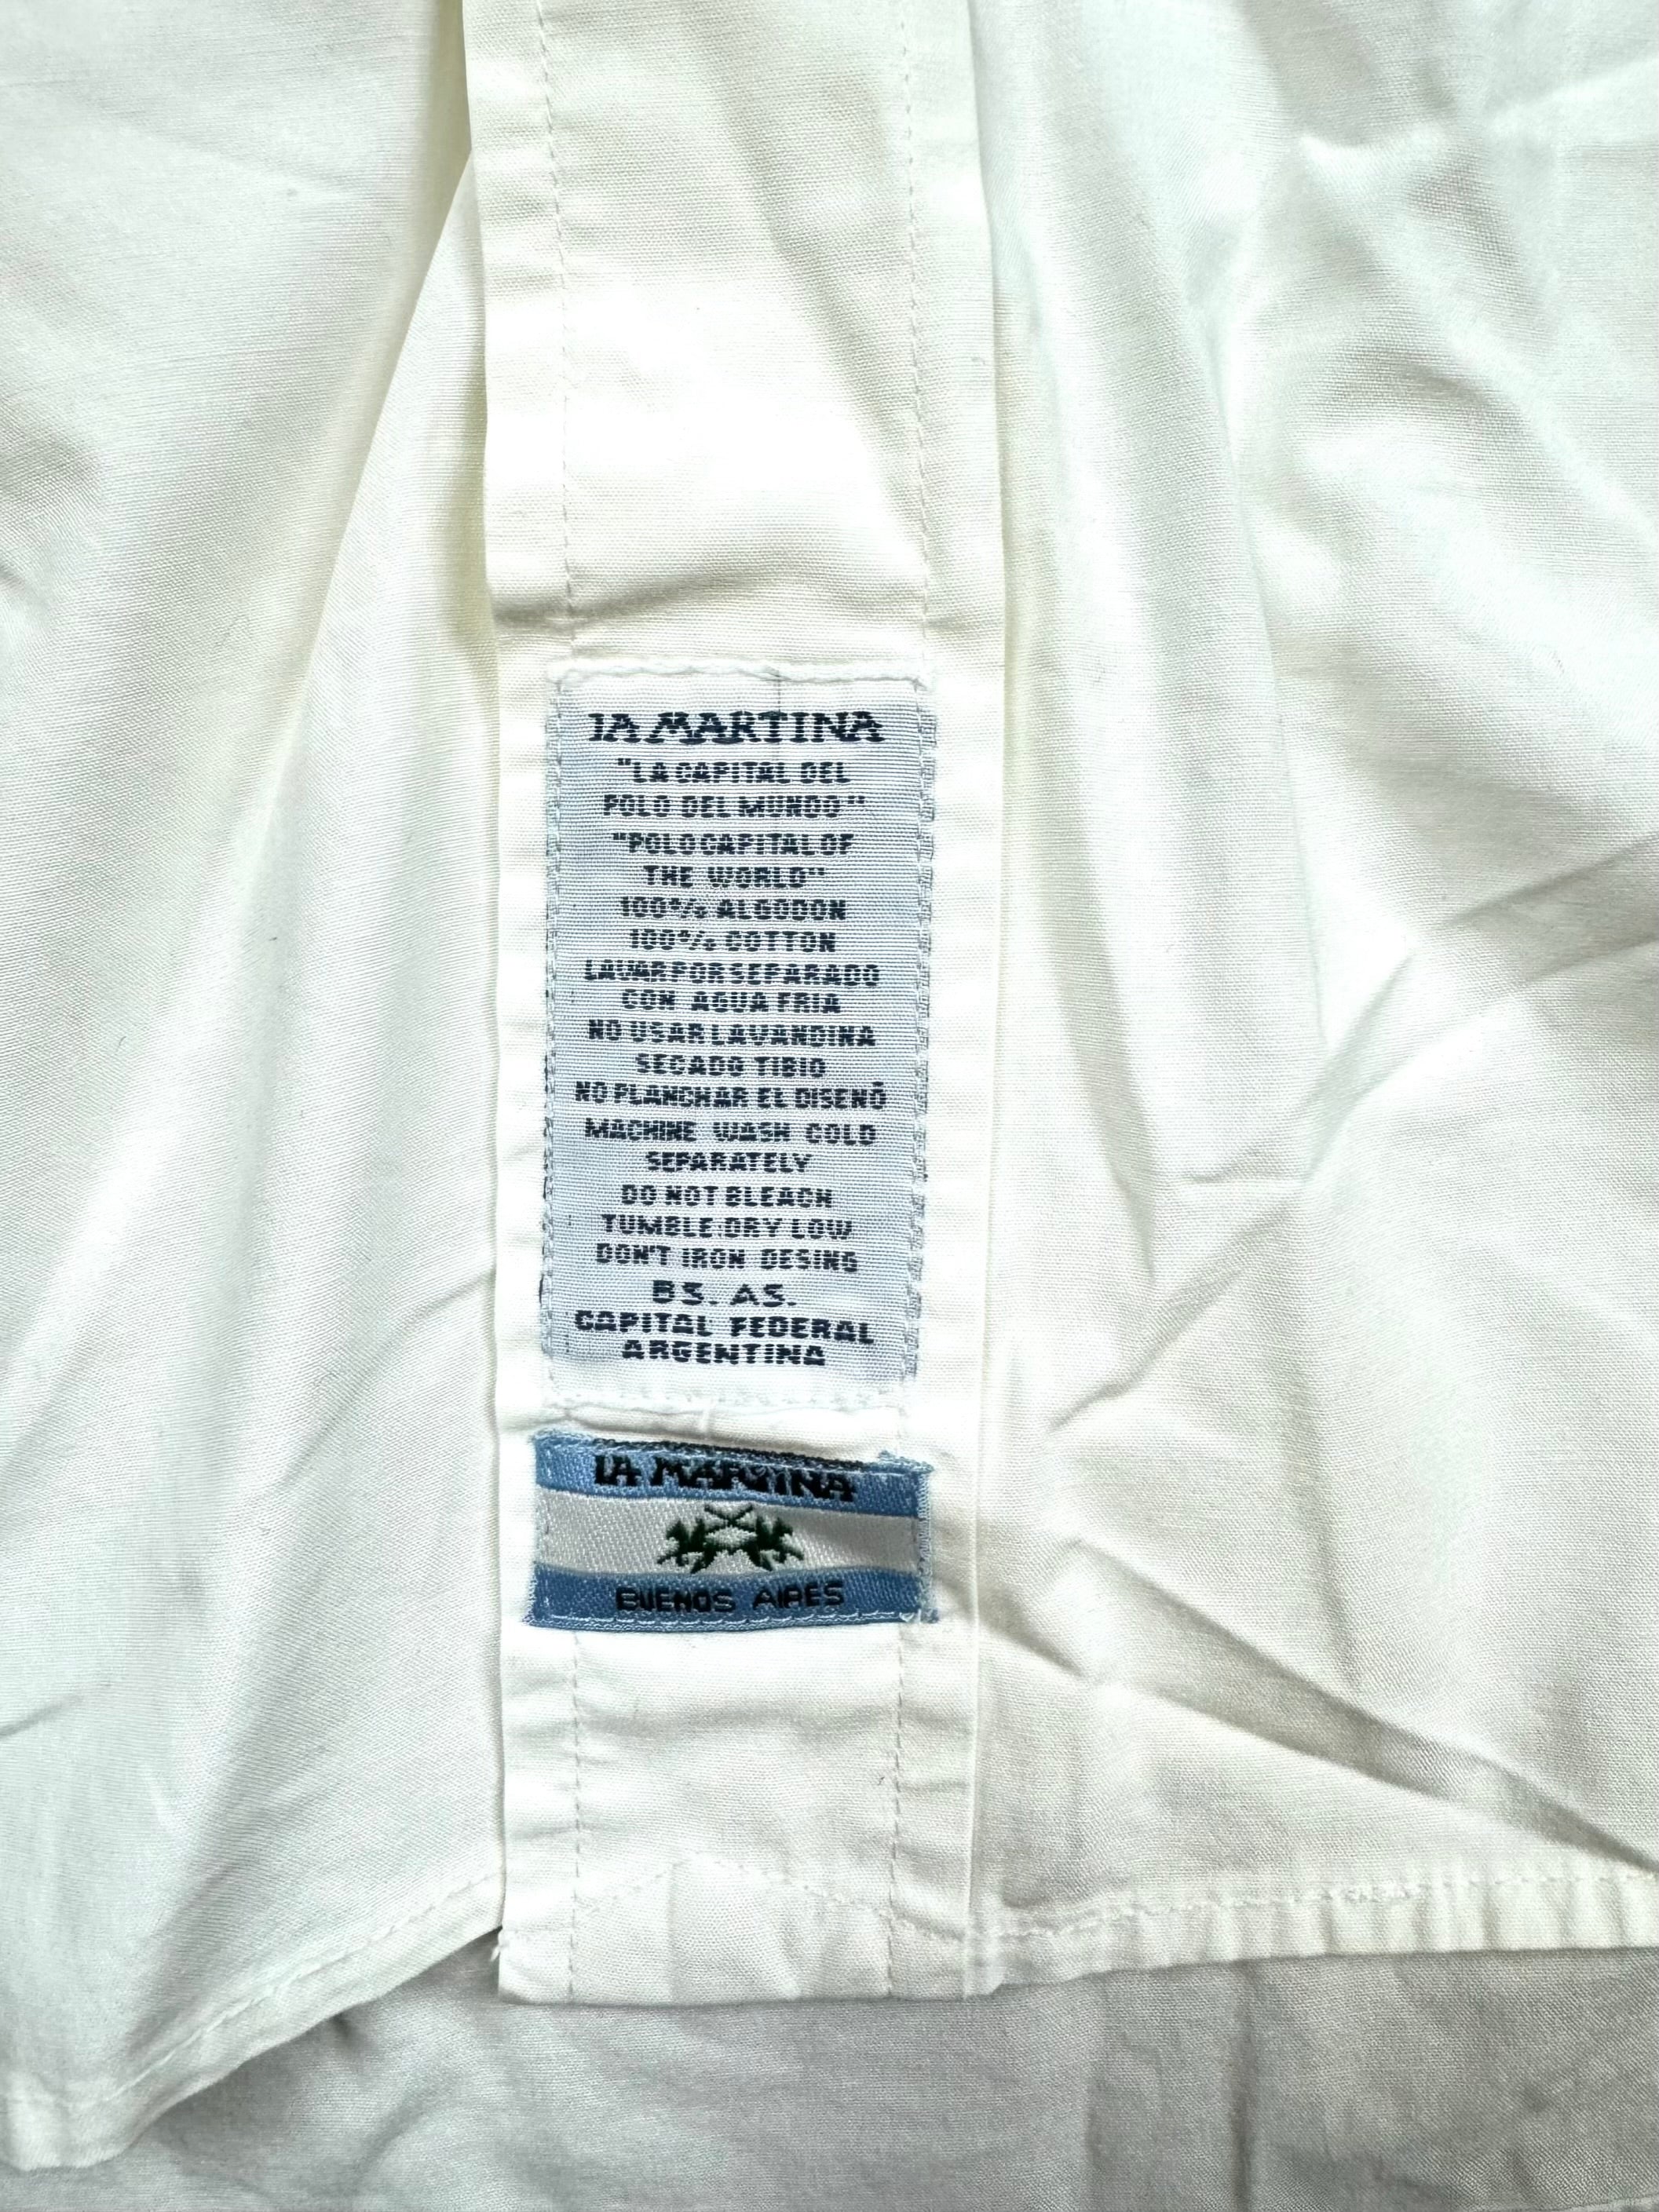 LA MARTINA
"LA CAPITAL DEL
POLO DEL MUNDO"
"POLO CAPITAL OF
THE WORLD"
100% ALGODON
100% COTTON
LAVAR POR SEPARADO
CON AGUA FRIA
NO USAR LAVANDINA
SECADO TIBIO
NO PLANCHAR EL DISENÕ
MACHINE WASH COLD
SEPARATELY
DO NOT BLEACH
TUMBLE DRY LOW
DON'T IRON DESING
BS. AS.
CAPITAL FEDERAL
ARGENTINA
LA MARTINA
BUENOS AIRES